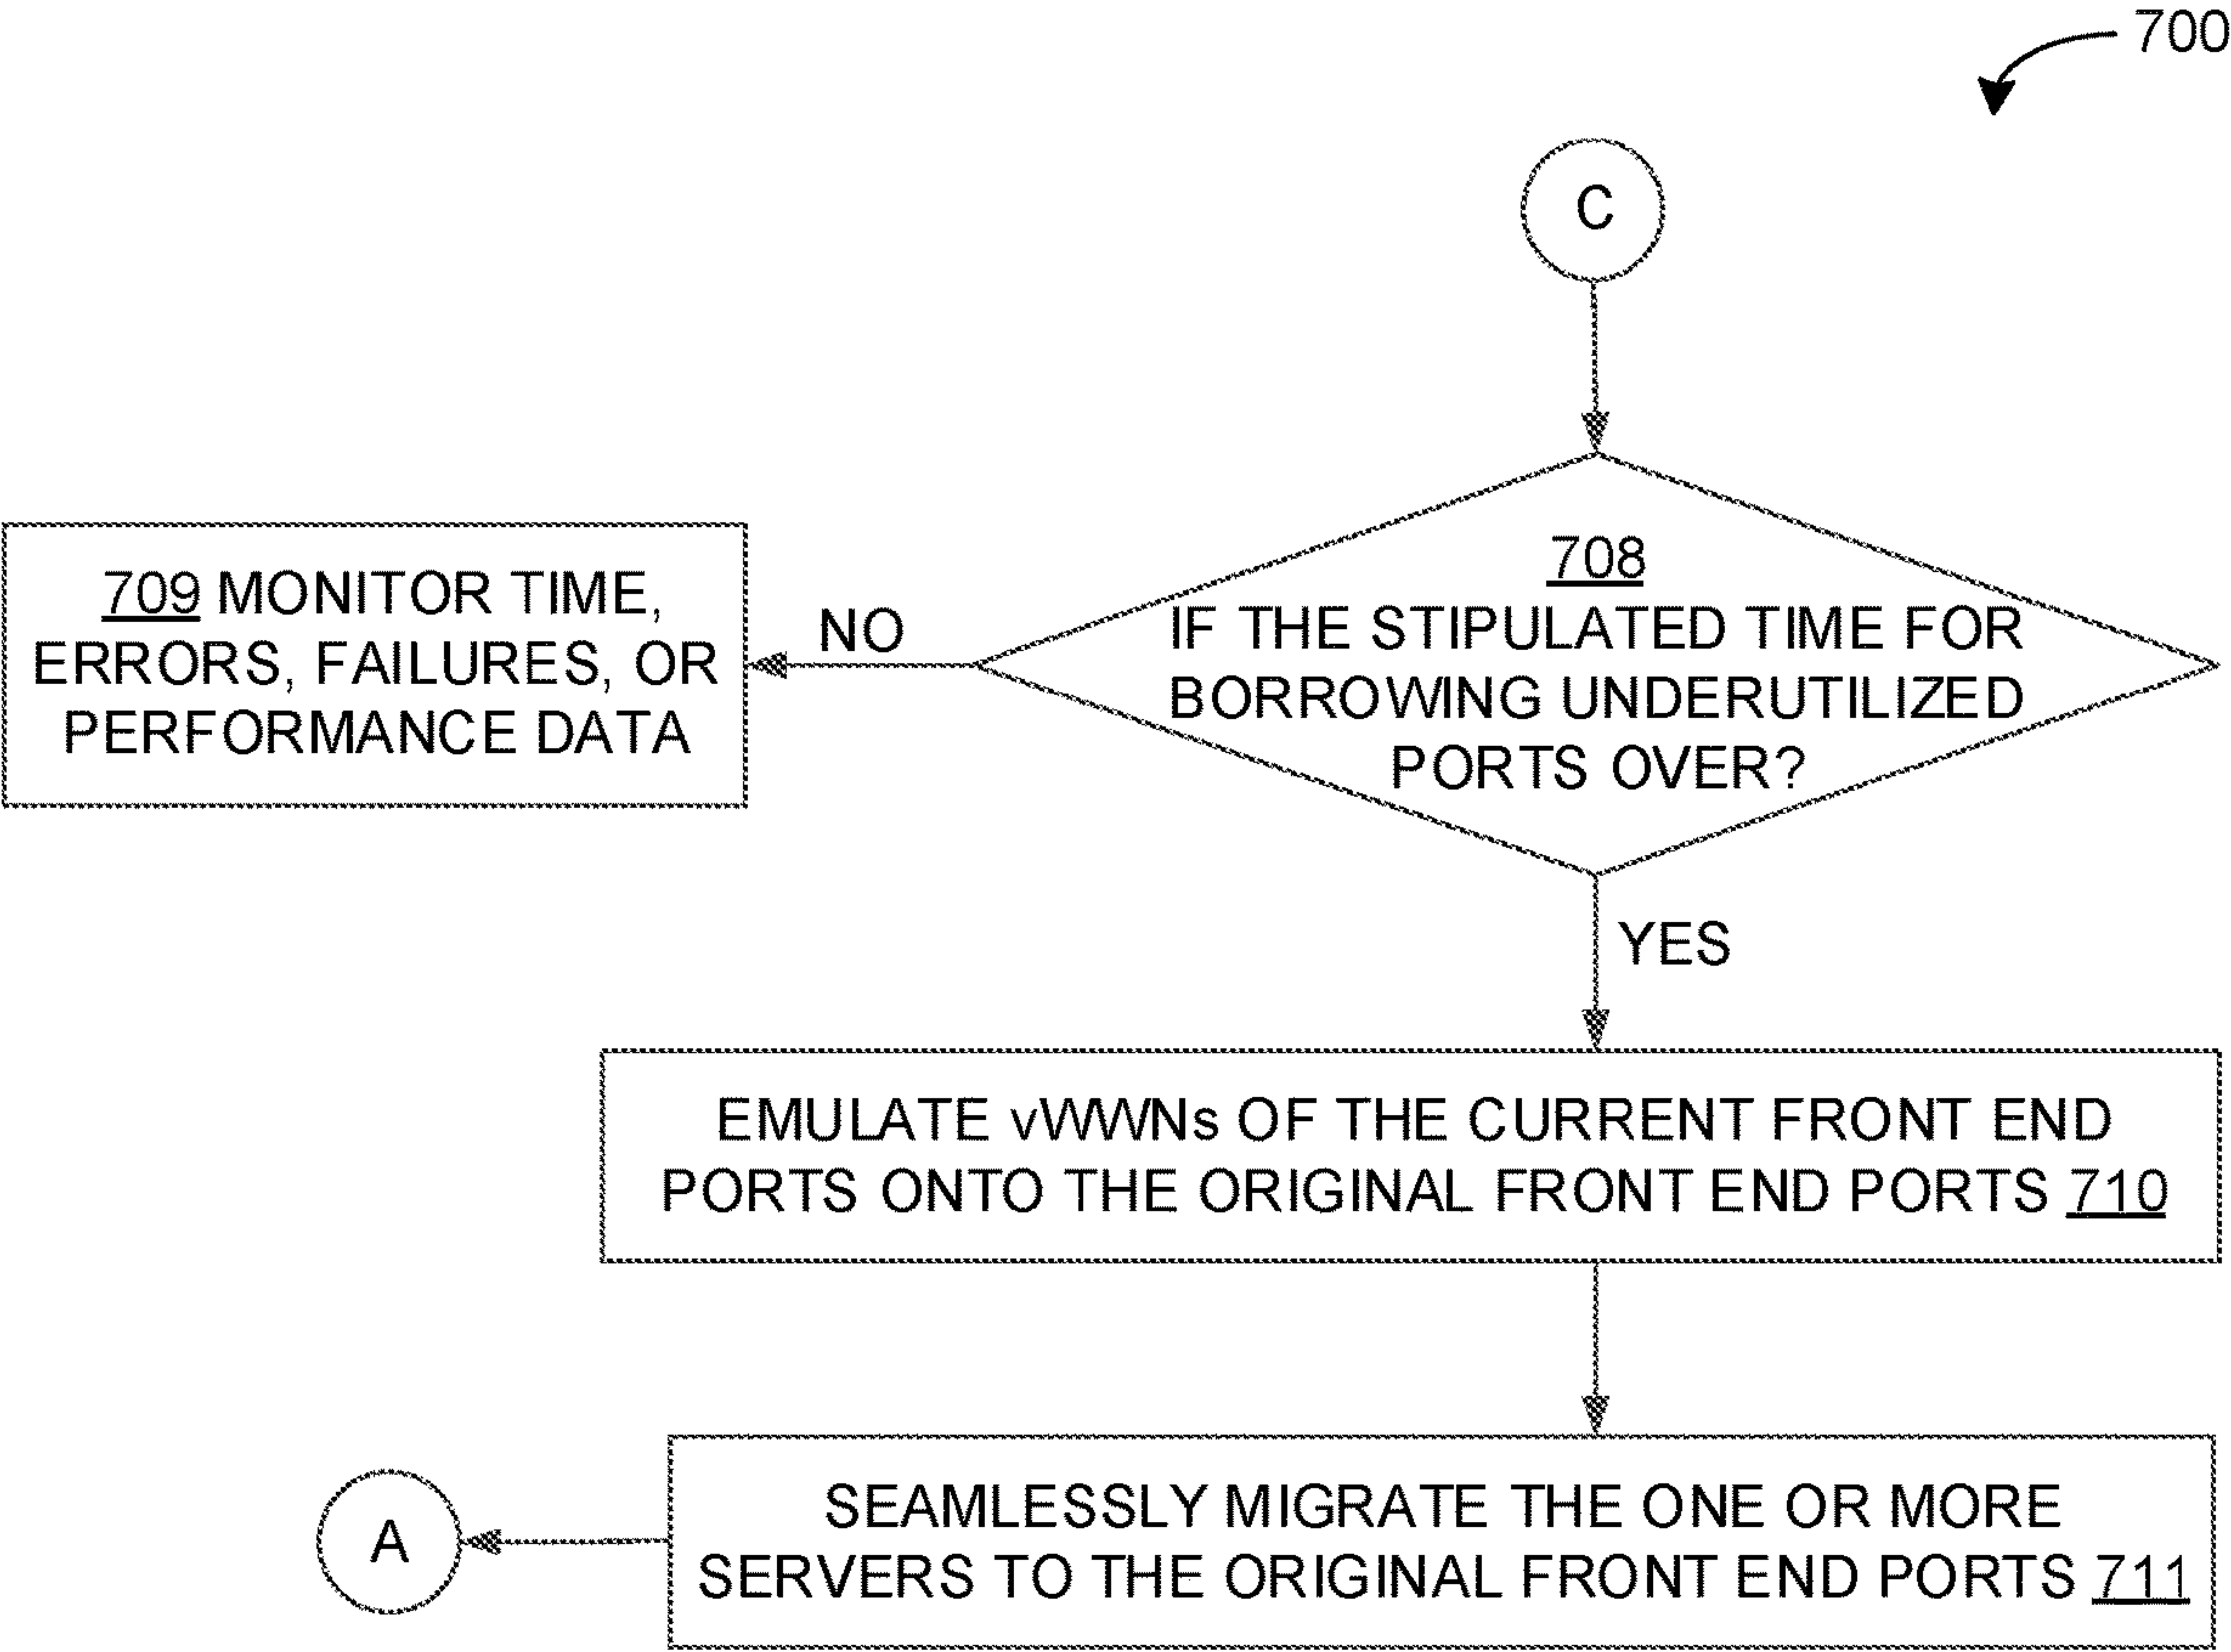 700
C
708
IF THE STIPULATED TIME FOR
BORROWING UNDERUTILIZED
PORTS OVER?
NO
709 MONITOR TIME,
ERRORS, FAILURES, OR
PERFORMANCE DATA
YES
EMULATE vWWNs OF THE CURRENT FRONT END
PORTS ONTO THE ORIGINAL FRONT END PORTS 710
SEAMLESSLY MIGRATE THE ONE OR MORE
SERVERS TO THE ORIGINAL FRONT END PORTS 711
A